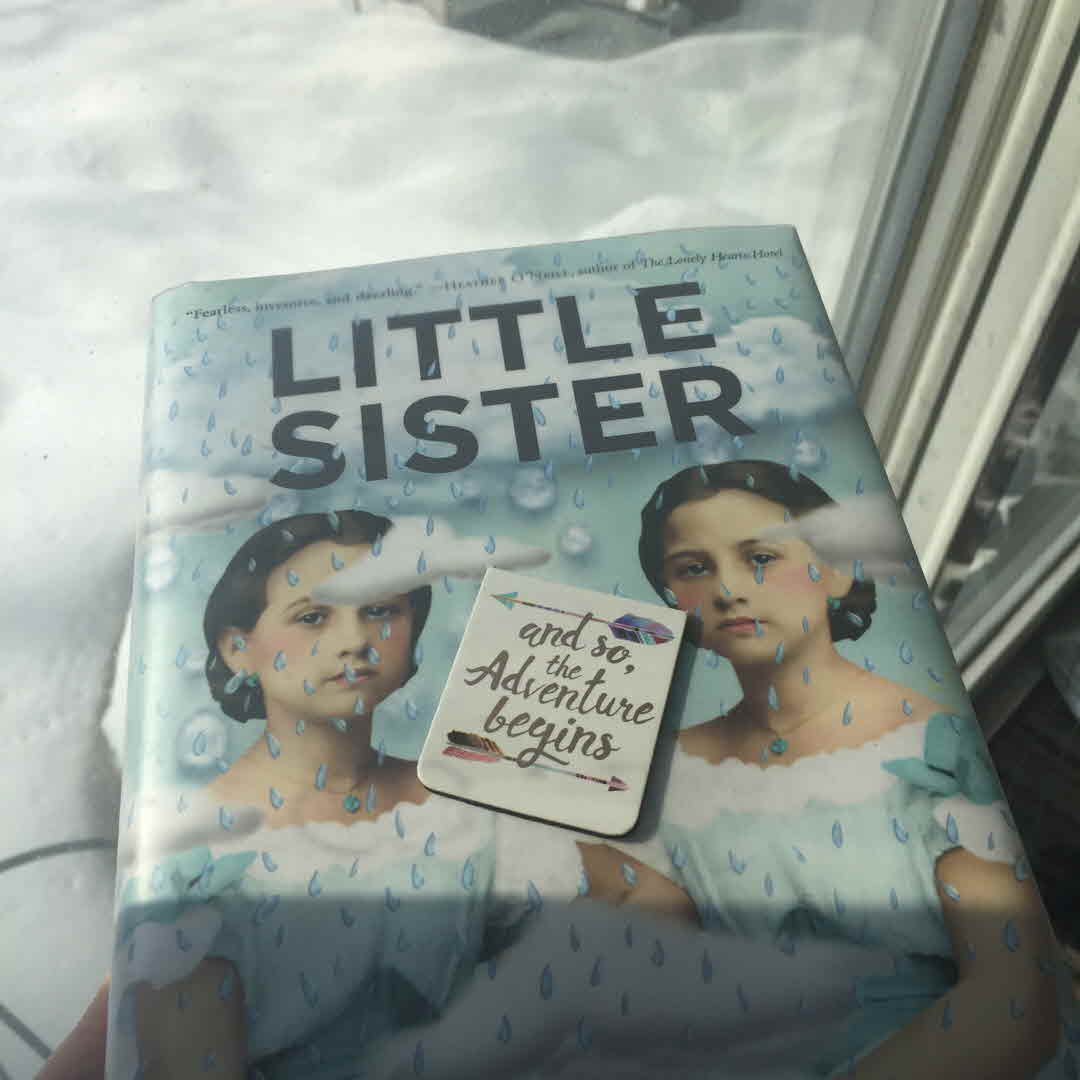 "Fearless, inventive, and dazzling." —HEATHER O'NEILL, author of The Lonely Hearts Hotel
LITTLE
SISTER
and so,
the
Adventure
begins